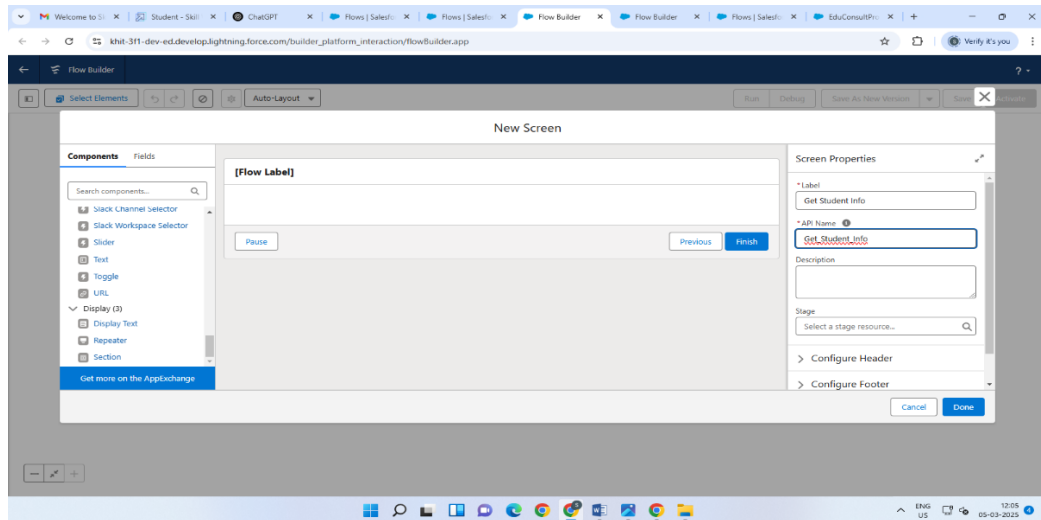 Welcome to Sk
Student - Skill
ChatGPT
Flows | Salesfo
Flows | Salesfo
Flow Builder
Flow Builder
Flows | Salesfo
EduConsultPro
khit-3f1-dev-ed.develop.lightning.force.com/builder_platform_interaction/flowBuilder.app
Verify it's you
Flow Builder
?
Select Elements
Auto-Layout
Run
Debug
Save As New Version
Save
Activate
New Screen
Components
Fields
Search components...
Slack Channel Selector
Slack Workspace Selector
Slider
Text
Toggle
URL
Display (3)
Display Text
Repeater
Section
Get more on the AppExchange
[Flow Label]
Pause
Previous
Finish
Screen Properties
*Label
Get Student Info
*API Name
Get_Student_Info
Description
Stage
Select a stage resource...
Configure Header
Configure Footer
Cancel
Done
ENG
US
12:05
05-03-2025